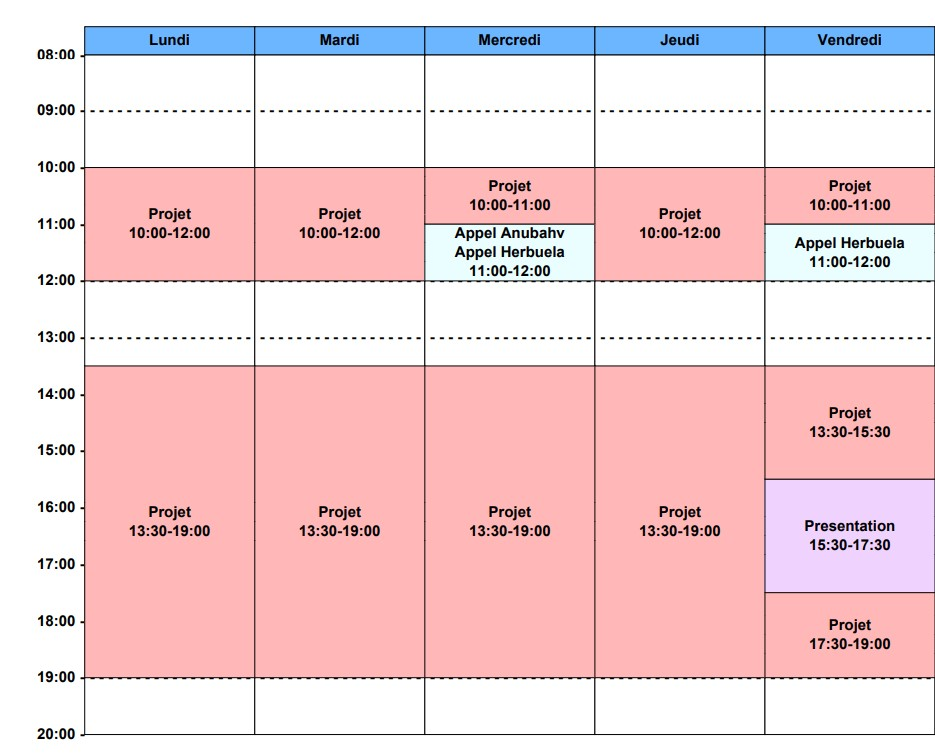 Lundi Mardi Mercredi Jeudi Vendredi
08:00
09:00
10:00
11:00
12:00
13:00
14:00
15:00
16:00
17:00
18:00
19:00
20:00
Projet
10:00-12:00
Projet
13:30-19:00
Projet
10:00-12:00
Projet
13:30-19:00
Projet
10:00-11:00
Appel Anubahv
Appel Herbuela
11:00-12:00
Projet
13:30-19:00
Projet
10:00-12:00
Projet
13:30-19:00
Projet
10:00-11:00
Appel Herbuela
11:00-12:00
Projet
13:30-15:30
Presentation
15:30-17:30
Projet
17:30-19:00